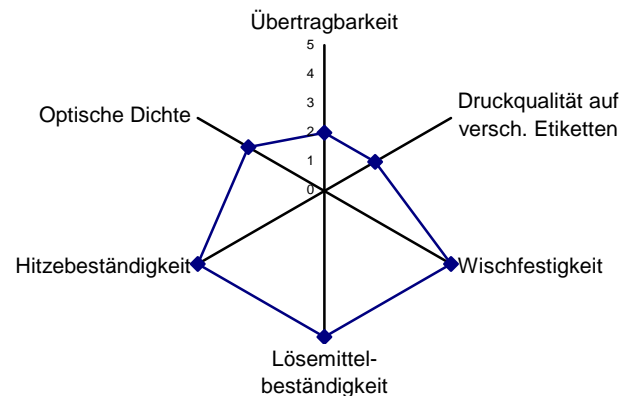 Übertragbarkeit
5
4
3
2
1
0
Druckqualität auf
versch. Etiketten
Optische Dichte
Hitzebeständigkeit
Wischfestigkeit
Lösemittel-
beständigkeit